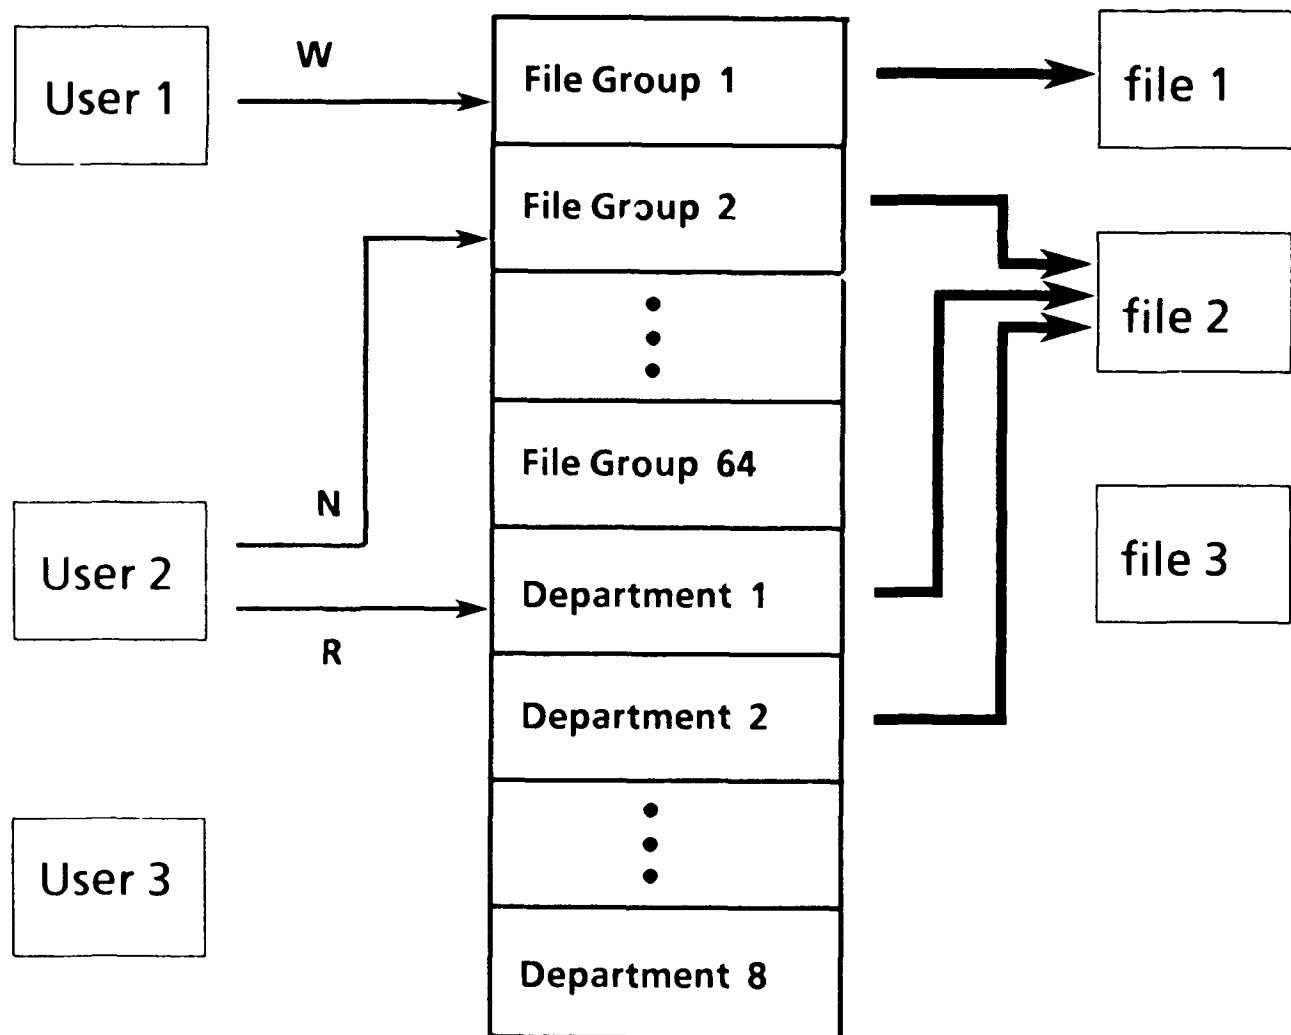 User 1
W
File Group 1
file 1
File Group 2
file 2
File Group 64
N
User 2
R
Department 1
file 3
Department 2
User 3
Department 8